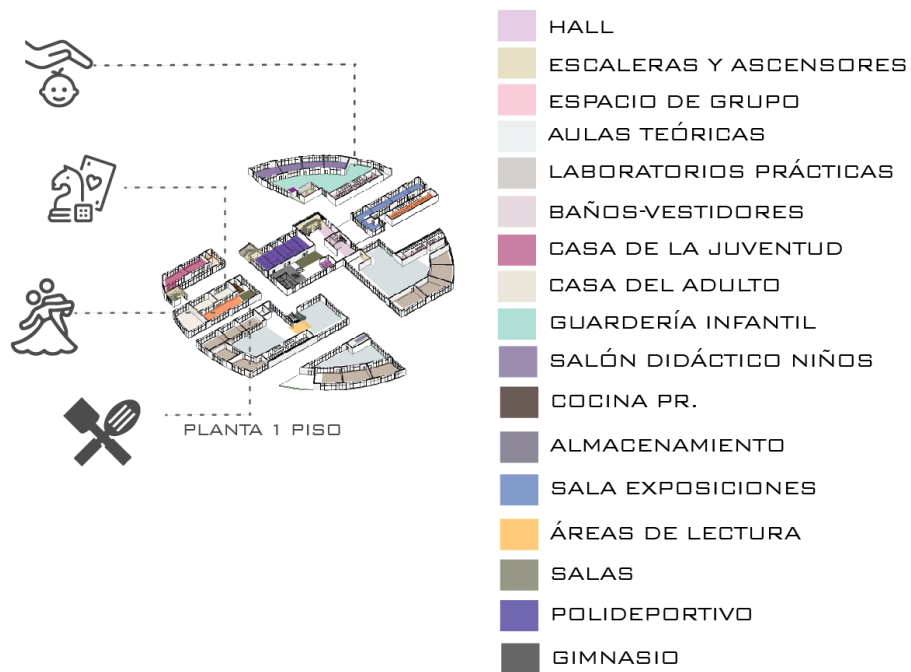 HALL
ESCALERAS Y ASCENSORES
ESPACIO DE GRUPO
AULAS TEÓRICAS
LABORATORIOS PRÁCTICAS
BAÑOS-VESTIDORES
CASA DE LA JUVENTUD
CASA DEL ADULTO
GUARDERÍA INFANTIL
SALÓN DIDÁCTICO NIÑOS
COCINA PR.
ALMACENAMIENTO
SALA EXPOSICIONES
ÁREAS DE LECTURA
SALAS
POLIDEPORTIVO
GIMNASIO
PLANTA 1 PISO